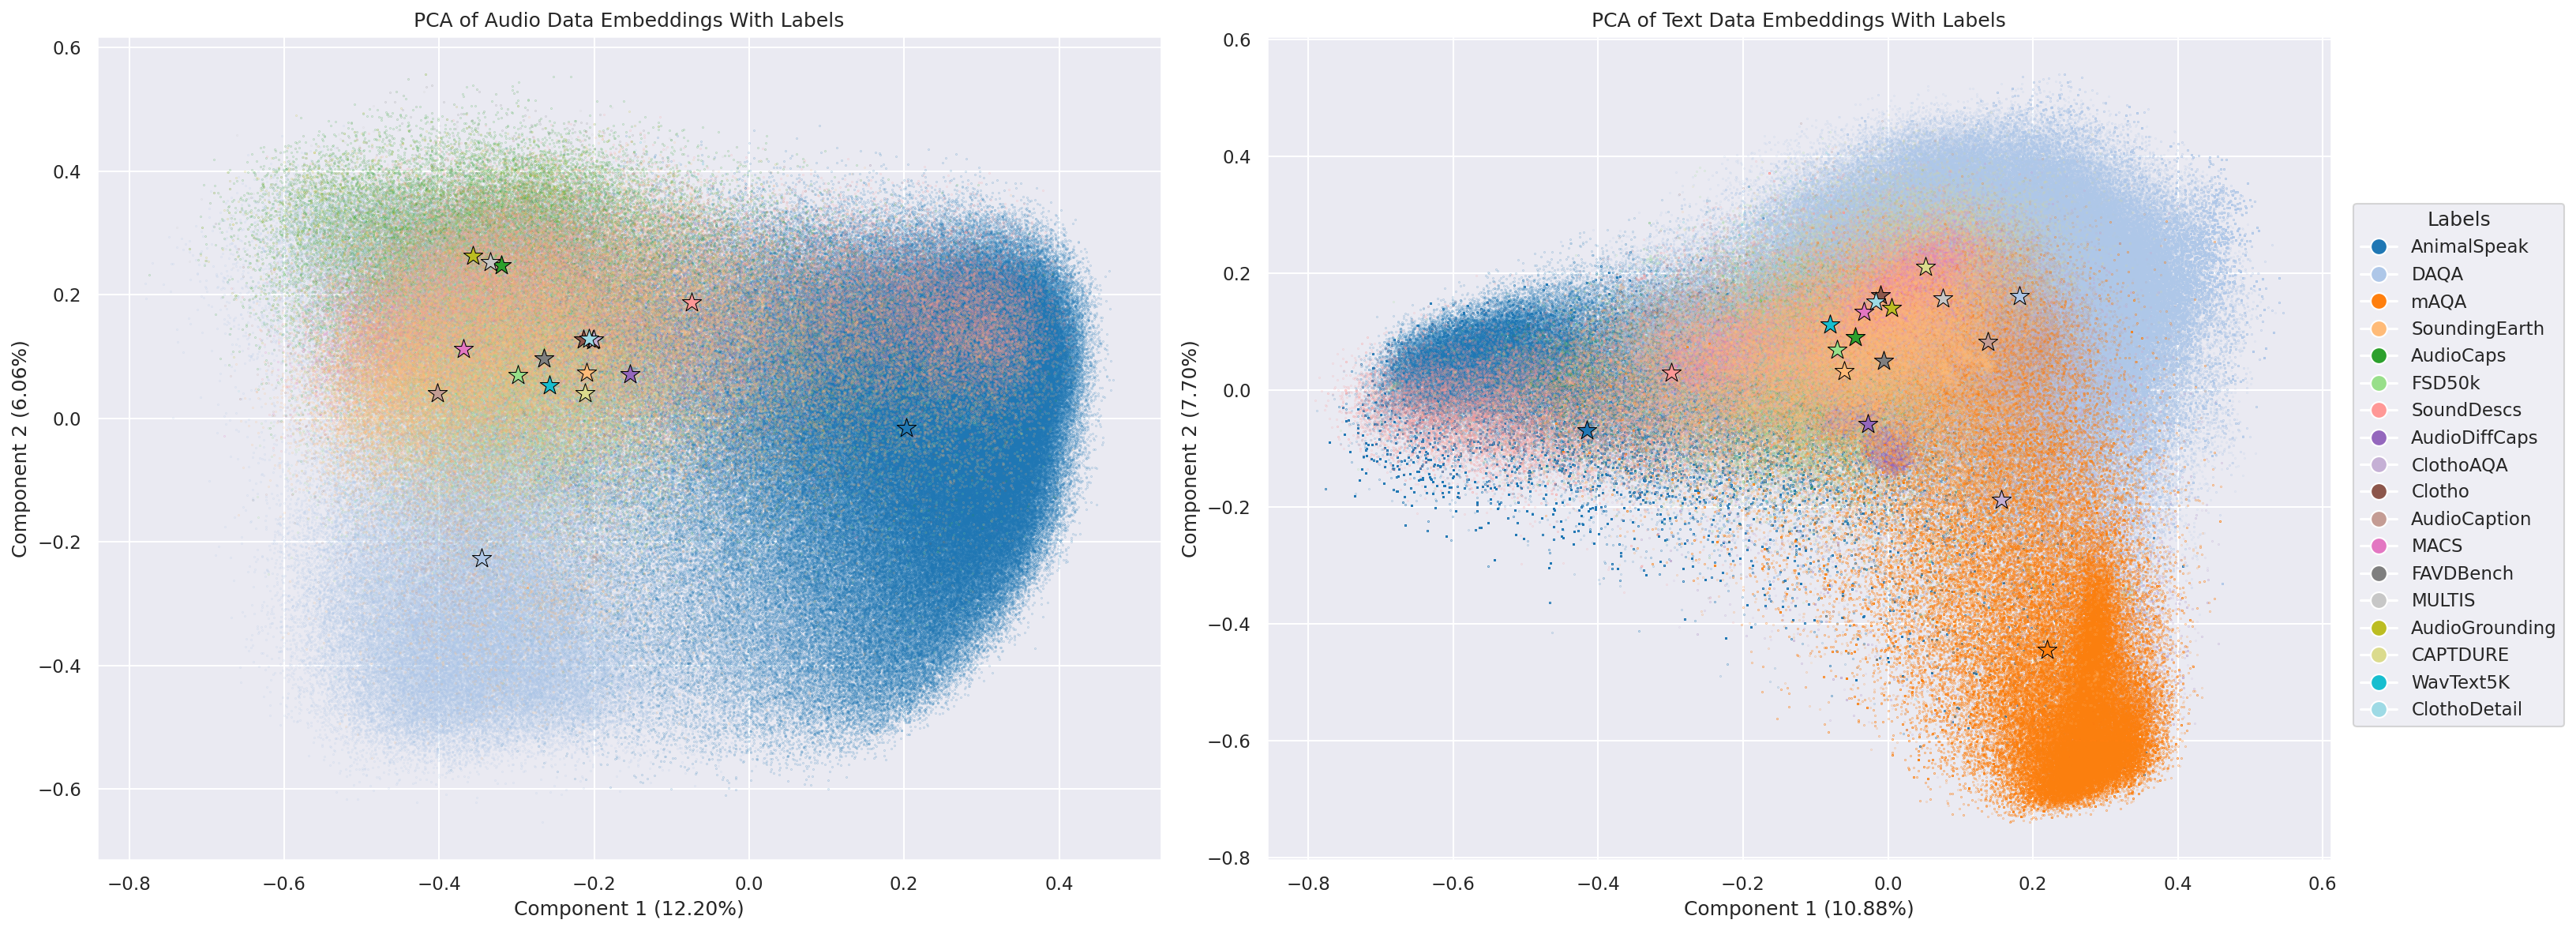 PCA of Audio Data Embeddings With Labels
Component 2 (6.06%)
0.6
0.4
0.2
0.0
−0.2
−0.4
−0.6
−0.8
−0.6
−0.4
−0.2
0.0
0.2
0.4
Component 1 (12.20%)
PCA of Text Data Embeddings With Labels
Component 2 (7.70%)
0.6
0.4
0.2
0.0
−0.2
−0.4
−0.6
−0.8
−0.8
−0.6
−0.4
−0.2
0.0
0.2
0.4
0.6
Component 1 (10.88%)
Labels
AnimalSpeak
DAQA
mAQA
SoundingEarth
AudioCaps
FSD50k
SoundDescs
AudioDiffCaps
ClothoAQA
Clotho
AudioCaption
MACS
FAVDBench
MULTIS
AudioGrounding
CAPTDURE
WavText5K
ClothoDetail